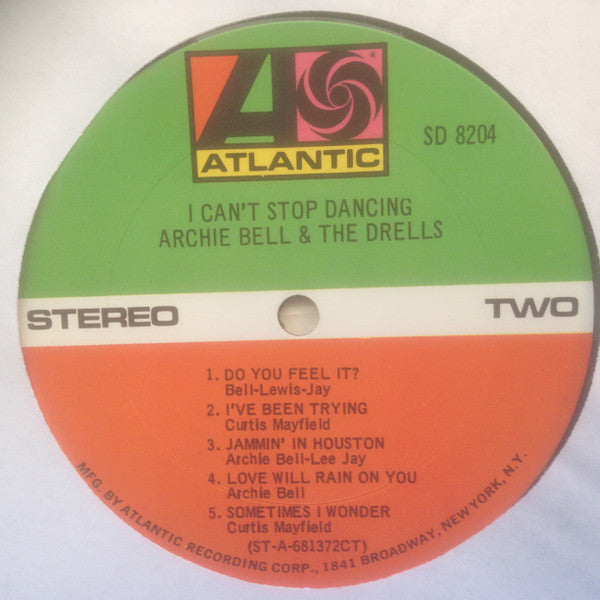 ATLANTIC
SD 8204
I CAN'T STOP DANCING
ARCHIE BELL & THE DRELLS
STEREO
TWO
1. DO YOU FEEL IT?
Bell-Lewis-Jay
2. I'VE BEEN TRYING
Curtis Mayfield
3. JAMMIN' IN HOUSTON
Archie Bell-Lee Jay
4. LOVE WILL RAIN ON YOU
Archie Bell
5. SOMETIMES I WONDER
Curtis Mayfield
(ST-A-681372CT)
MFG. BY ATLANTIC RECORDING CORP., 1841 BROADWAY, NEW YORK, N.Y.